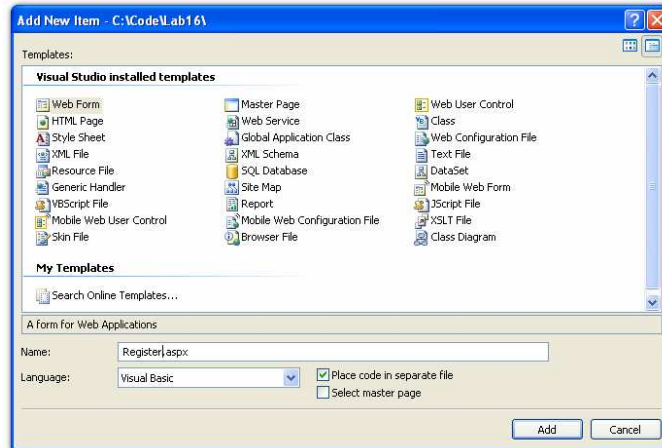 Add New Item - C:\Code\Lab16\
Templates:
Visual Studio installed templates
Web Form Master Page Web User Control
HTML Page Web Service Class
Style Sheet Global Application Class Web Configuration File
XML File XML Schema Text File
Resource File SQL Database DataSet
Generic Handler Site Map Mobile Web Form
VBScript File Report JScript File
Mobile Web User Control Mobile Web Configuration File XSLT File
Skin File Browser File Class Diagram
My Templates
Search Online Templates...
A form for Web Applications
Name: Register.aspx
Language: Visual Basic Place code in separate file
Select master page
Add Cancel